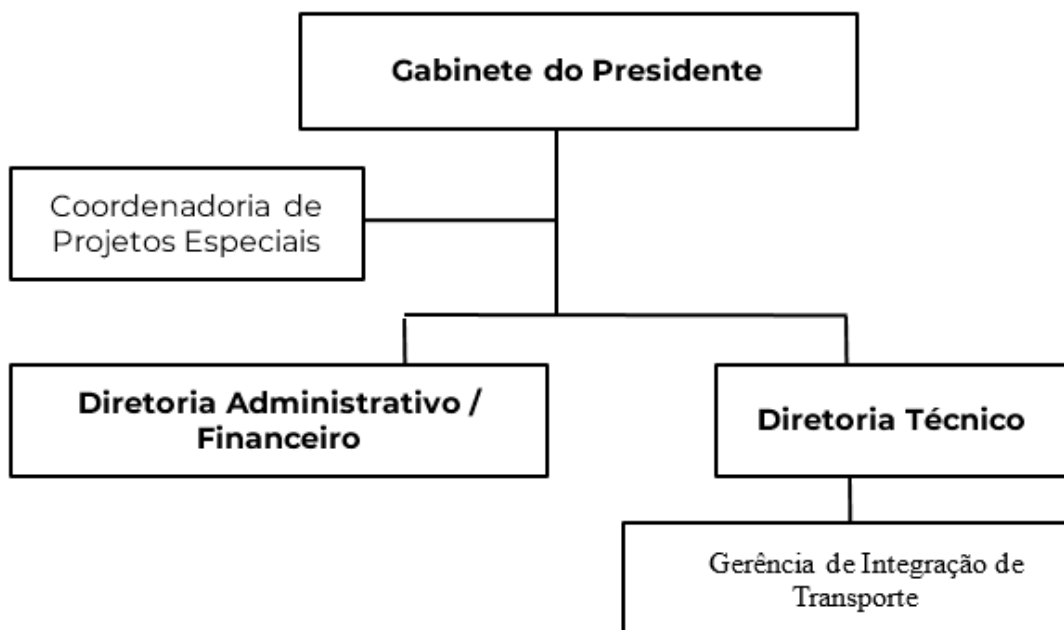 Gabinete do Presidente
Coordenadoria de
Projetos Especiais
Diretoria Administrativo /
Financeiro
Diretoria Técnico
Gerência de Integração de
Transporte